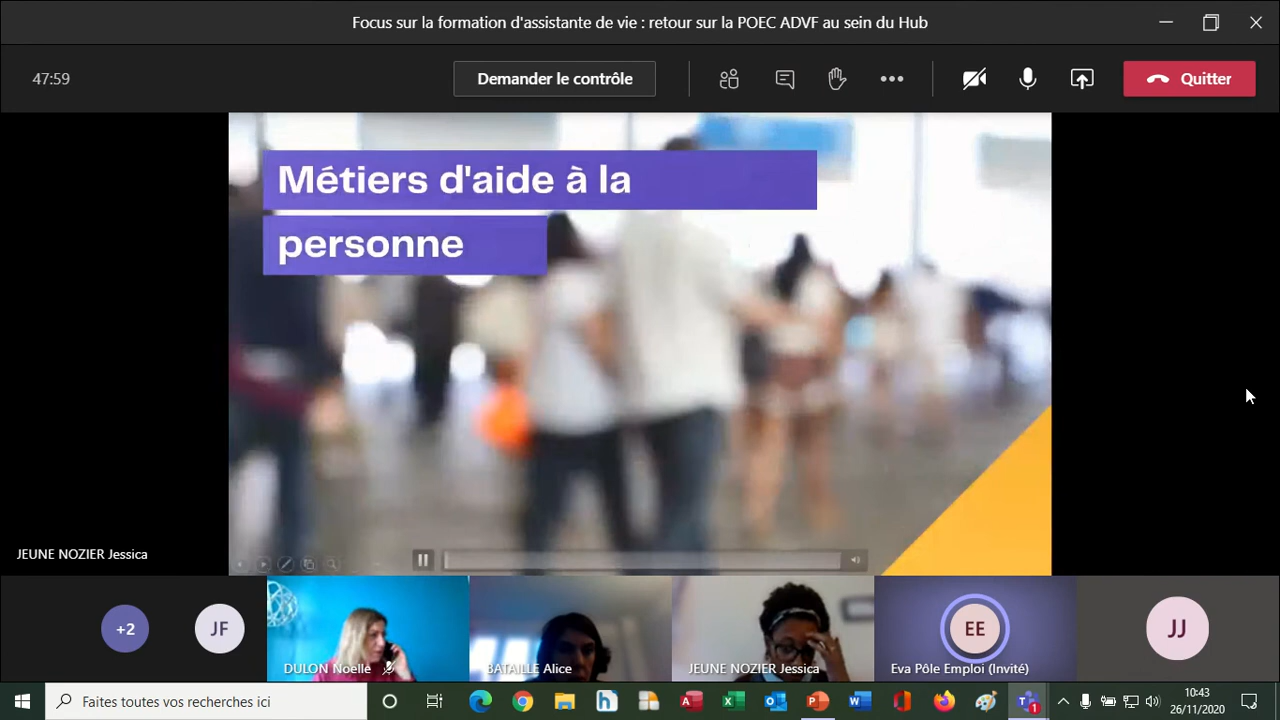 Focus sur la formation d'assistante de vie : retour sur la POEC ADVF au sein du Hub
47:59
Demander le contrôle
Quitter
Métiers d'aide à la
personne
JEUNE NOZIER Jessica
+2
JF
DULON Noelle
BATAILLE Alice
JEUNE NOZIER Jessica
EE
Eva Pôle Emploi (Invité)
JJ
Faites toutes vos recherches ici
10:43
26/11/2020